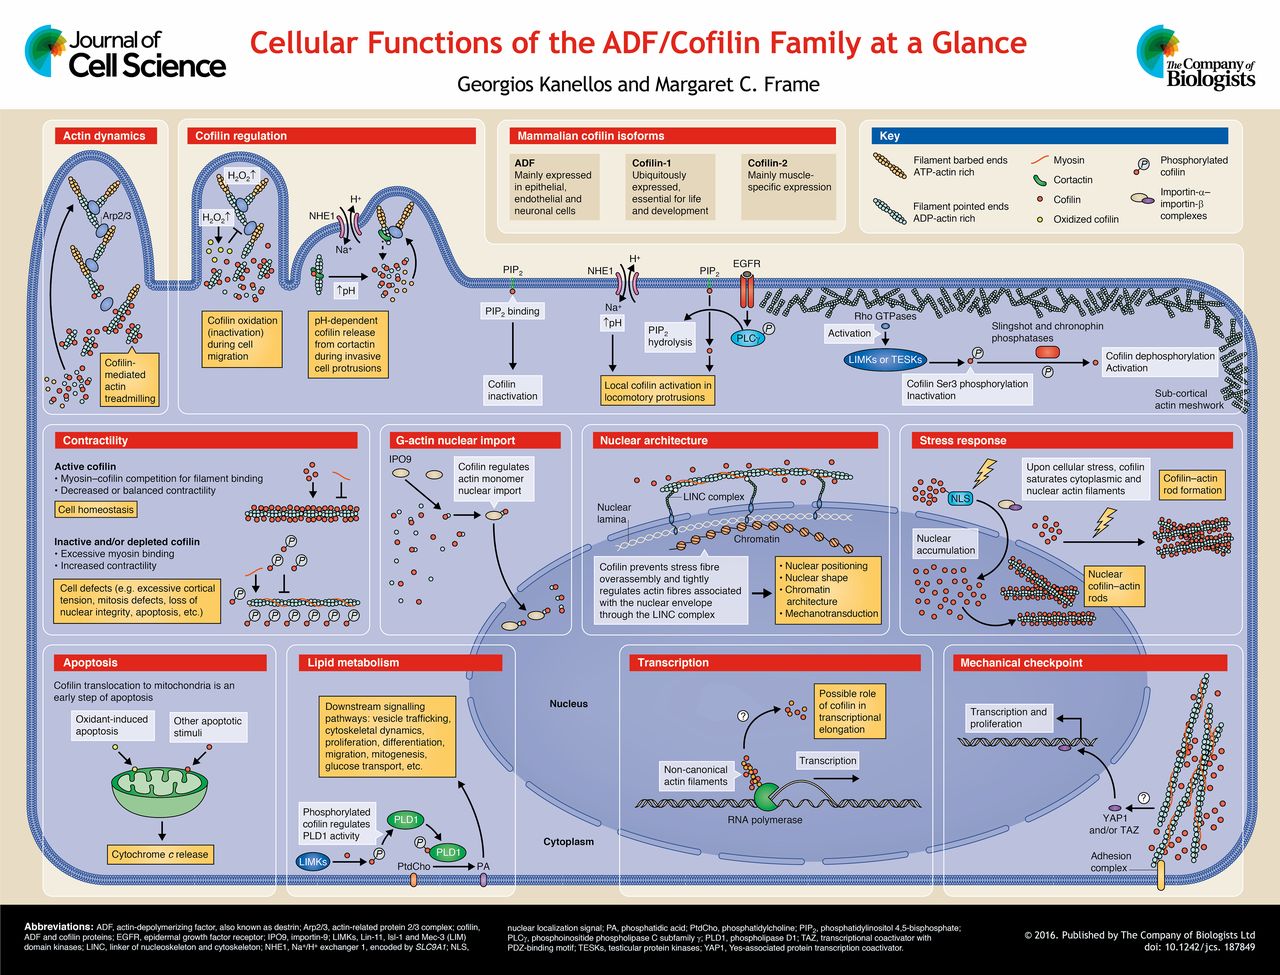 Journal of
Cell Science
Cellular Functions of the ADF/Cofilin Family at a Glance
Georgios Kanellos and Margaret C. Frame
The Company of
Biologists
Actin dynamics
Arp2/3
Cofilin-
mediated
actin
treadmilling
Cofilin regulation
H₂O₂↑
H₂O₂↑
Cofilin oxidation
(inactivation)
during cell
migration
NHE1
H⁺
Na⁺
↑pH
pH-dependent
cofilin release
from cortactin
during invasive
cell protrusions
Mammalian cofilin isoforms
ADF
Mainly expressed
in epithelial,
endothelial and
neuronal cells
Cofilin-1
Ubiquitously
expressed,
essential for life
and development
Cofilin-2
Mainly muscle-
specific expression
Key
Filament barbed ends
ATP-actin rich
Filament pointed ends
ADP-actin rich
Myosin
Cortactin
Cofilin
Oxidized cofilin
P
Phosphorylated
cofilin
Importin-α–
importin-β
complexes
PIP₂
PIP₂ binding
Cofilin
inactivation
NHE1
H⁺
Na⁺
↑pH
PIP₂
EGFR
PIP₂
hydrolysis
PLCγ
P
Local cofilin activation in
locomotory protrusions
Rho GTPases
Activation
LIMKs or TESKs
P
Cofilin Ser3 phosphorylation
Inactivation
Slingshot and chronophin
phosphatases
P
Cofilin dephosphorylation
Activation
Sub-cortical
actin meshwork
Contractility
Active cofilin
• Myosin–cofilin competition for filament binding
• Decreased or balanced contractility
Cell homeostasis
Inactive and/or depleted cofilin
• Excessive myosin binding
• Increased contractility
Cell defects (e.g. excessive cortical
tension, mitosis defects, loss of
nuclear integrity, apoptosis, etc.)
P
P
P
P P P P P P
G-actin nuclear import
IPO9
Cofilin regulates
actin monomer
nuclear import
Nuclear architecture
LINC complex
Nuclear
lamina
Chromatin
Cofilin prevents stress fibre
overassembly and tightly
regulates actin fibres associated
with the nuclear envelope
through the LINC complex
• Nuclear positioning
• Nuclear shape
• Chromatin
architecture
• Mechanotransduction
Stress response
NLS
Upon cellular stress, cofilin
saturates cytoplasmic and
nuclear actin filaments
Cofilin–actin
rod formation
Nuclear
accumulation
Nuclear
cofilin–actin
rods
Apoptosis
Cofilin translocation to mitochondria is an
early step of apoptosis
Oxidant-induced
apoptosis
Other apoptotic
stimuli
Cytochrome c release
Lipid metabolism
Downstream signalling
pathways: vesicle trafficking,
cytoskeletal dynamics,
proliferation, differentiation,
migration, mitogenesis,
glucose transport, etc.
Phosphorylated
cofilin regulates
PLD1 activity
LIMKs
P
PLD1
P
PLD1
PtdCho
PA
Nucleus
Cytoplasm
Transcription
Possible role
of cofilin in
transcriptional
elongation
?
Non-canonical
actin filaments
Transcription
RNA polymerase
Mechanical checkpoint
Transcription and
proliferation
?
YAP1
and/or TAZ
Adhesion
complex
Abbreviations: ADF, actin-depolymerizing factor, also known as destrin; Arp2/3, actin-related protein 2/3 complex; cofilin,
ADF and cofilin proteins; EGFR, epidermal growth factor receptor; IPO9, importin-9; LIMKs, Lin-11, Isl-1 and Mec-3 (LIM)
domain kinases; LINC, linker of nucleoskeleton and cytoskeleton; NHE1, Na⁺/H⁺ exchanger 1, encoded by SLC9A1; NLS,
nuclear localization signal; PA, phosphatidic acid; PtdCho, phosphatidylcholine; PIP₂, phosphatidylinositol 4,5-bisphosphate;
PLCγ, phosphoinositide phospholipase C subfamily γ; PLD1, phospholipase D1; TAZ, transcriptional coactivator with
PDZ-binding motif; TESKs, testicular protein kinases; YAP1, Yes-associated protein transcription coactivator.
© 2016. Published by The Company of Biologists Ltd
doi: 10.1242/jcs. 187849